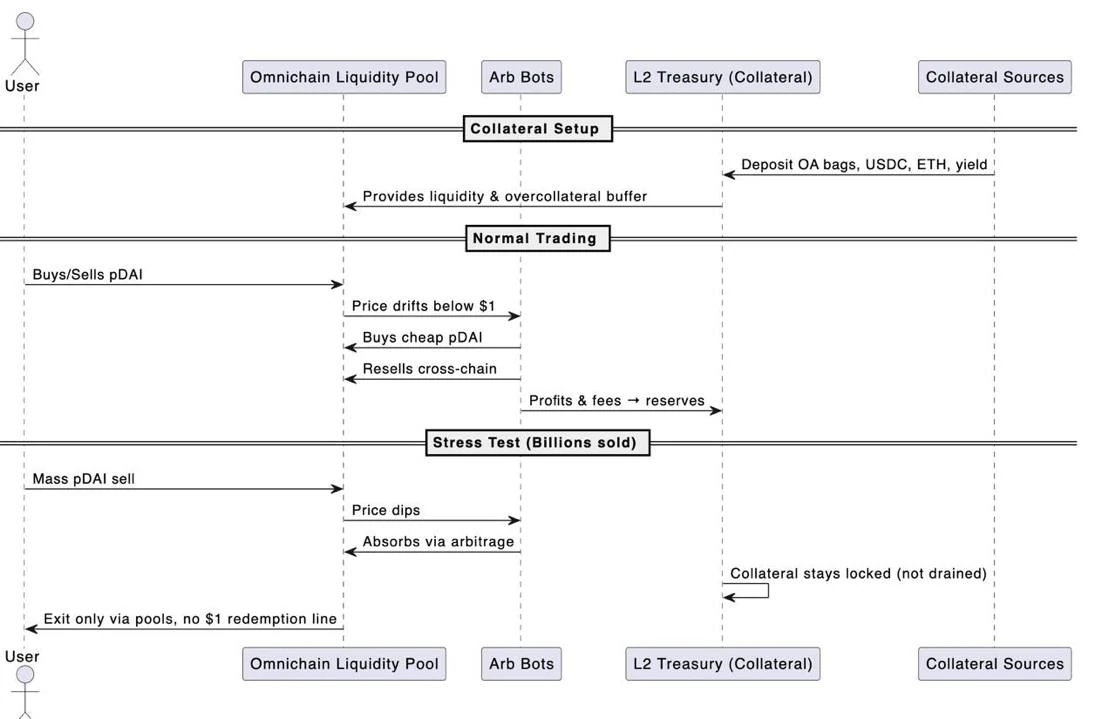 User
Omnichain Liquidity Pool
Arb Bots
L2 Treasury (Collateral)
Collateral Sources
Collateral Setup
Deposit OA bags, USDC, ETH, yield
Provides liquidity & overcollateral buffer
Normal Trading
Buys/Sells pDAI
Price drifts below $1
Buys cheap pDAI
Resells cross-chain
Profits & fees → reserves
Stress Test (Billions sold)
Mass pDAI sell
Price dips
Absorbs via arbitrage
Collateral stays locked (not drained)
Exit only via pools, no $1 redemption line
User
Omnichain Liquidity Pool
Arb Bots
L2 Treasury (Collateral)
Collateral Sources